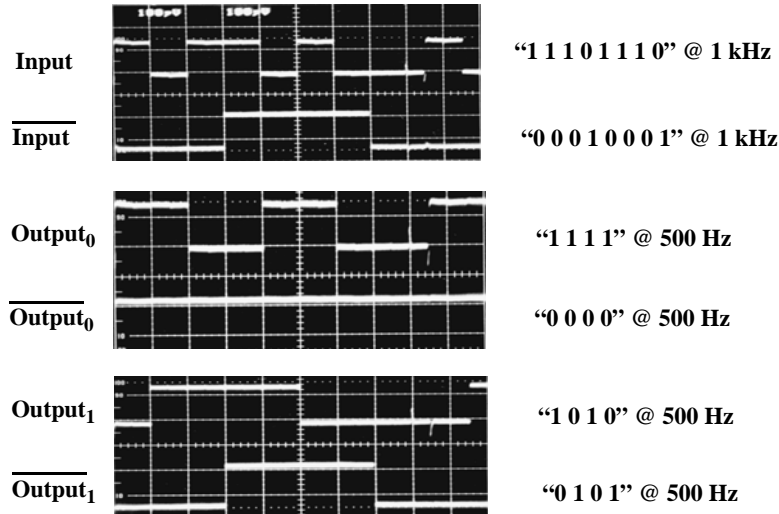 100μV 100μV
Input "1 1 1 0 1 1 1 0" @ 1 kHz
Input "0 0 0 1 0 0 0 1" @ 1 kHz
Output0 "1 1 1 1" @ 500 Hz
Output0 "0 0 0 0" @ 500 Hz
Output1 "1 0 1 0" @ 500 Hz
Output1 "0 1 0 1" @ 500 Hz